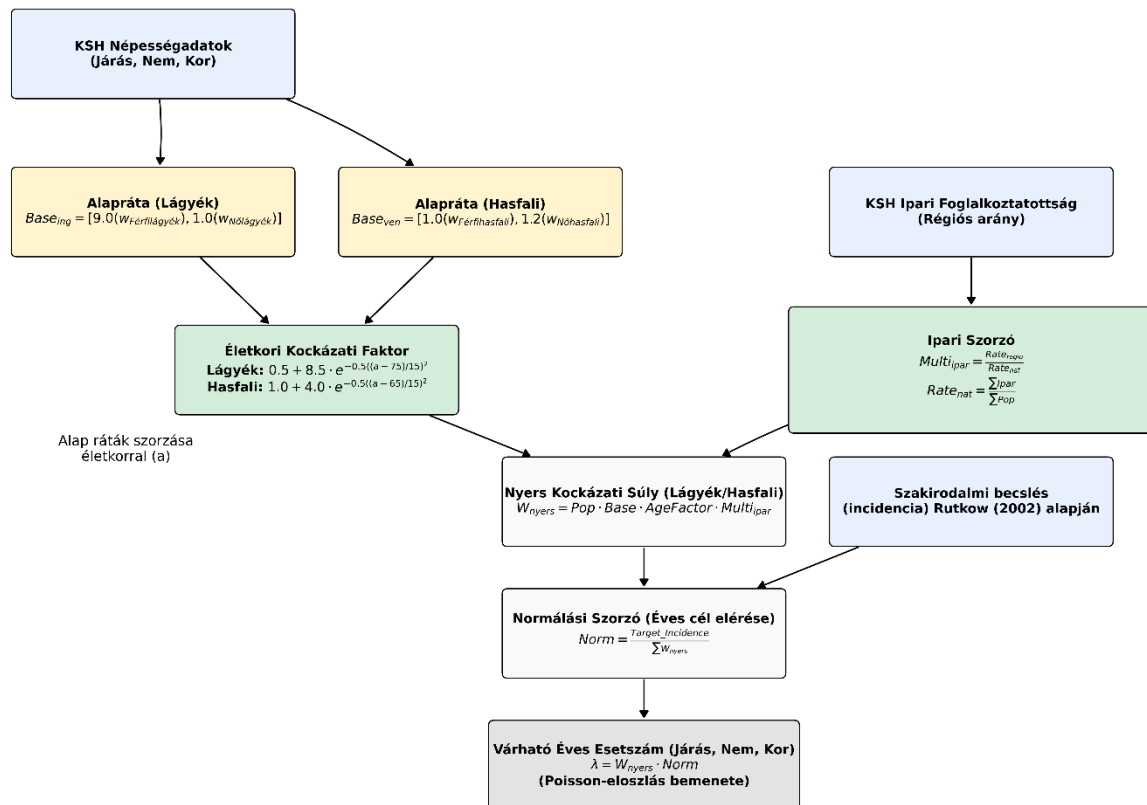 KSH Népességadatok
(Járás, Nem, Kor)
Alapráta (Lágyék)
Base_ing = [9.0(w_Férfilágyék), 1.0(w_Nőlágyék)]
Alapráta (Hasfali)
Base_ven = [1.0(w_Férfihasfali), 1.2(w_Nőhasfali)]
KSH Ipari Foglalkoztatottság
(Régiós arány)
Életkori Kockázati Faktor
Lágyék: 0.5 + 8.5 · e^{−0.5((a − 75)/15)^2}
Hasfali: 1.0 + 4.0 · e^{−0.5((a − 65)/15)^2}
Ipari Szorzó
Multi_ipar = Rate_regio / Rate_nat
Rate_nat = ∑Ipar / ∑Pop
Alap ráták szorzása
életkorral (a)
Nyers Kockázati Súly (Lágyék/Hasfali)
W_nyers = Pop · Base · AgeFactor · Multi_ipar
Szakirodalmi becslés
(incidencia) Rutkow (2002) alapján
Normálási Szorzó (Éves cél elérése)
Norm = Target_Incidence / ∑W_nyers
Várható Éves Esetszám (Járás, Nem, Kor)
λ = W_nyers · Norm
(Poisson-eloszlás bemenete)